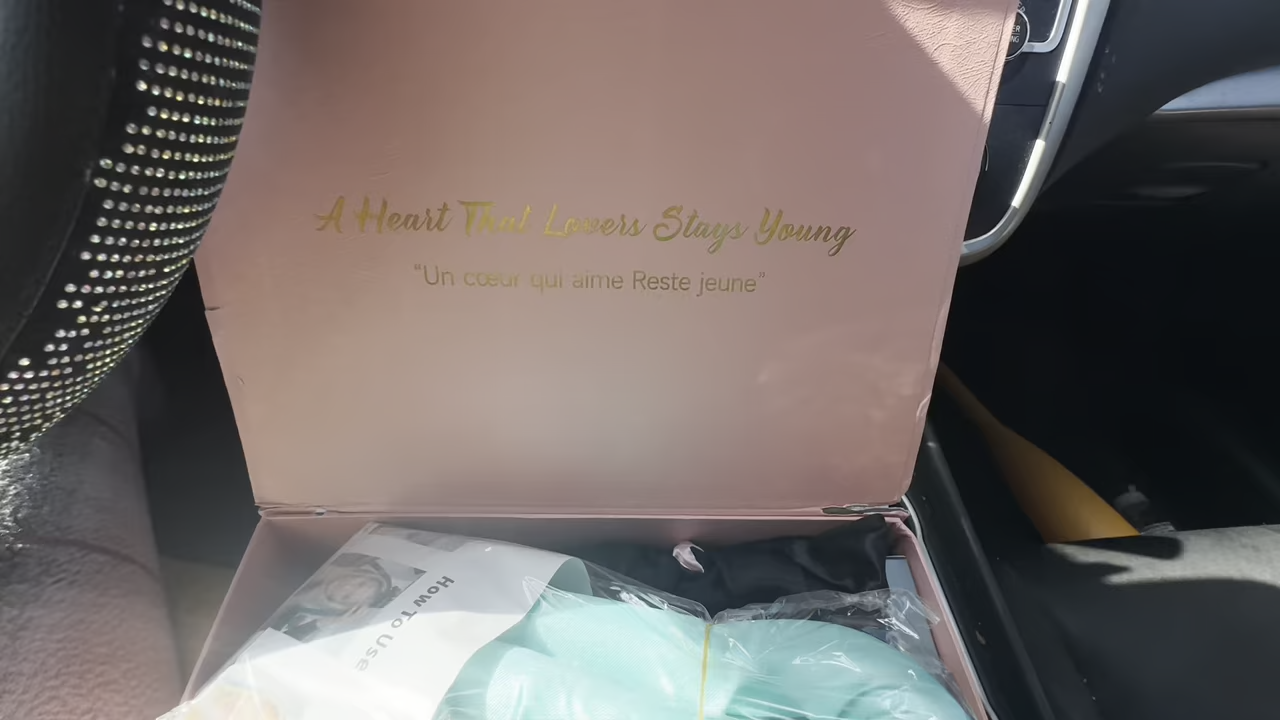 A Heart That Lovers Stays Young
“Un cœur qui aime Reste jeune”
How To Use